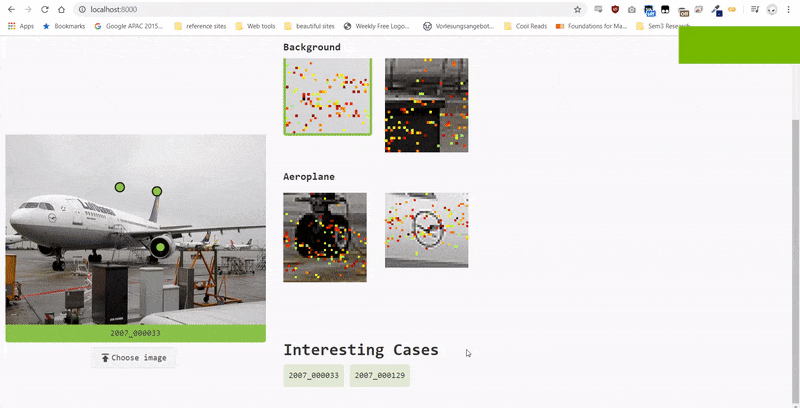 localhost:8000
Apps
Bookmarks
Google APAC 2015...
reference sites
Web tools
beautiful sites
Weekly Free Logo...
Vorlesungsangebot...
Cool Reads
Foundations for Ma...
Sem3 Research
Background
Aeroplane
Lufthansa
2007_000033
Choose image
Interesting Cases
2007_000033
2007_000129